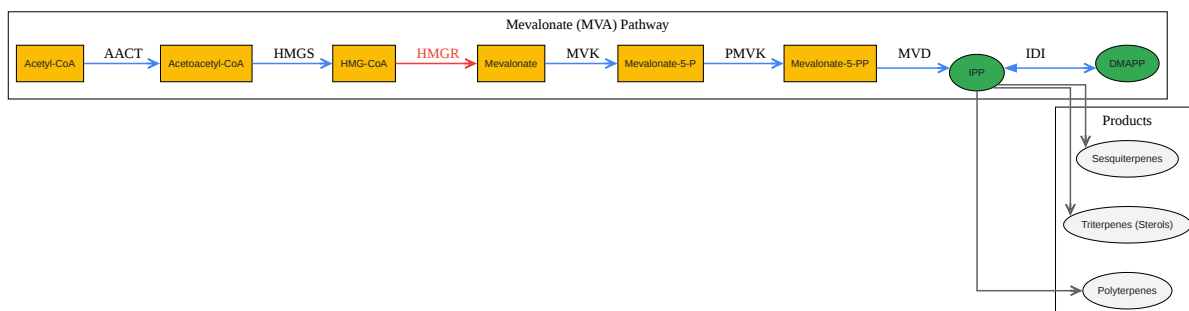 Mevalonate (MVA) Pathway
Acetyl-CoA
AACT
Acetoacetyl-CoA
HMGS
HMG-CoA
HMGR
Mevalonate
MVK
Mevalonate-5-P
PMVK
Mevalonate-5-PP
MVD
IPP
IDI
DMAPP
Products
Sesquiterpenes
Triterpenes (Sterols)
Polyterpenes